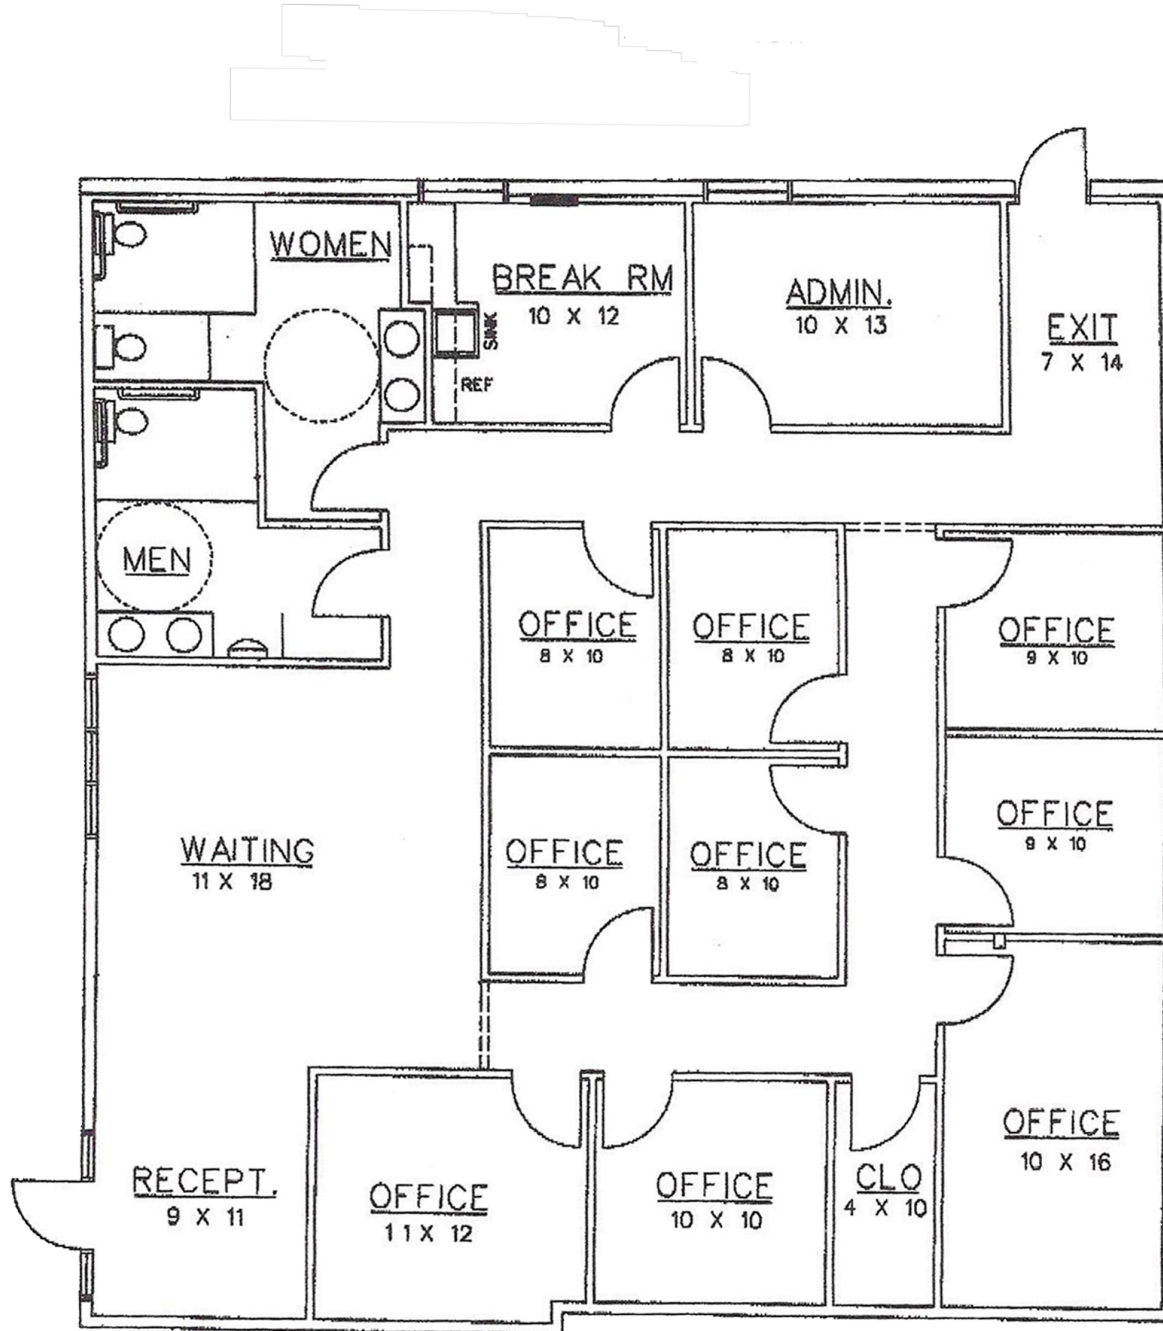 WOMEN
BREAK RM
10 X 12
SINK
REF
ADMIN.
10 X 13
EXIT
7 X 14
MEN
OFFICE
8 X 10
OFFICE
8 X 10
OFFICE
9 X 10
WAITING
11 X 18
OFFICE
8 X 10
OFFICE
8 X 10
OFFICE
9 X 10
RECEPT.
9 X 11
OFFICE
11 X 12
OFFICE
10 X 10
CLO
4 X 10
OFFICE
10 X 16